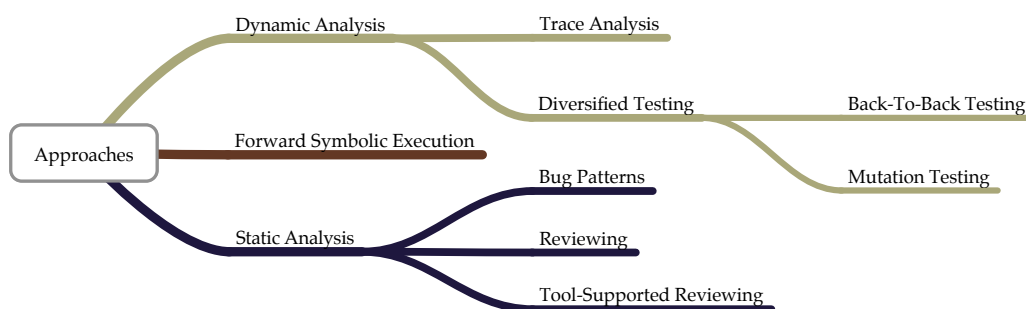 Dynamic Analysis
Trace Analysis
Diversified Testing
Back-To-Back Testing
Mutation Testing
Approaches
Forward Symbolic Execution
Static Analysis
Bug Patterns
Reviewing
Tool-Supported Reviewing